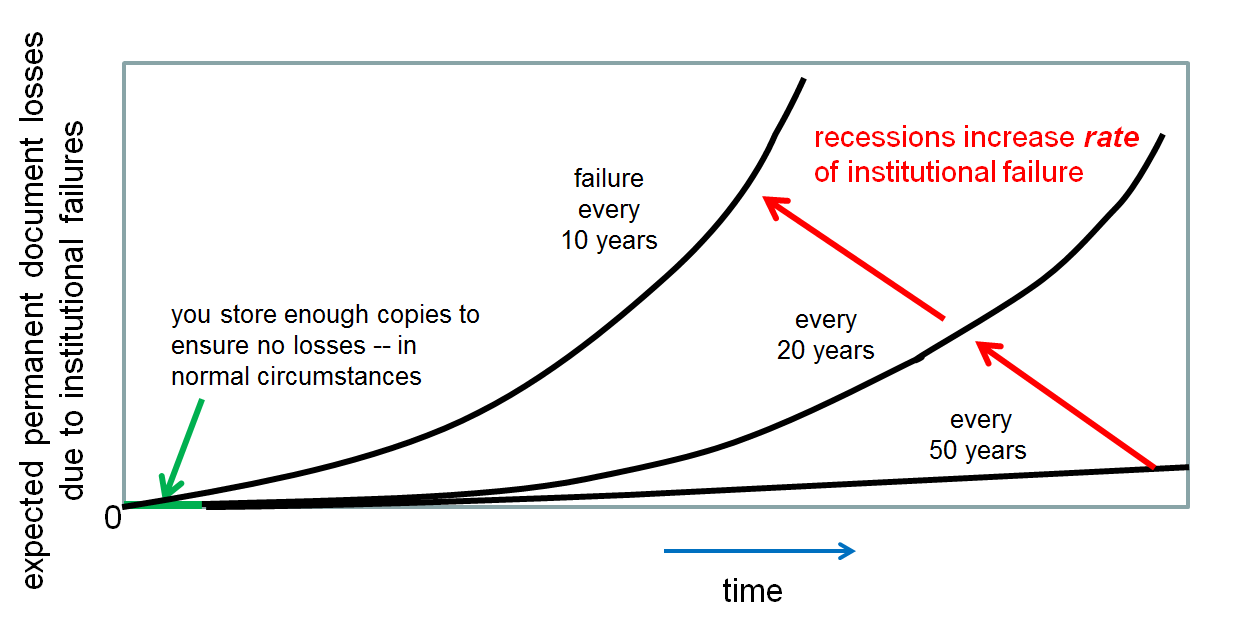 expected permanent document losses
due to institutional failures
recessions increase rate
of institutional failure
failure
every
10 years
you store enough copies to
ensure no losses -- in
normal circumstances
every
20 years
every
50 years
0
time